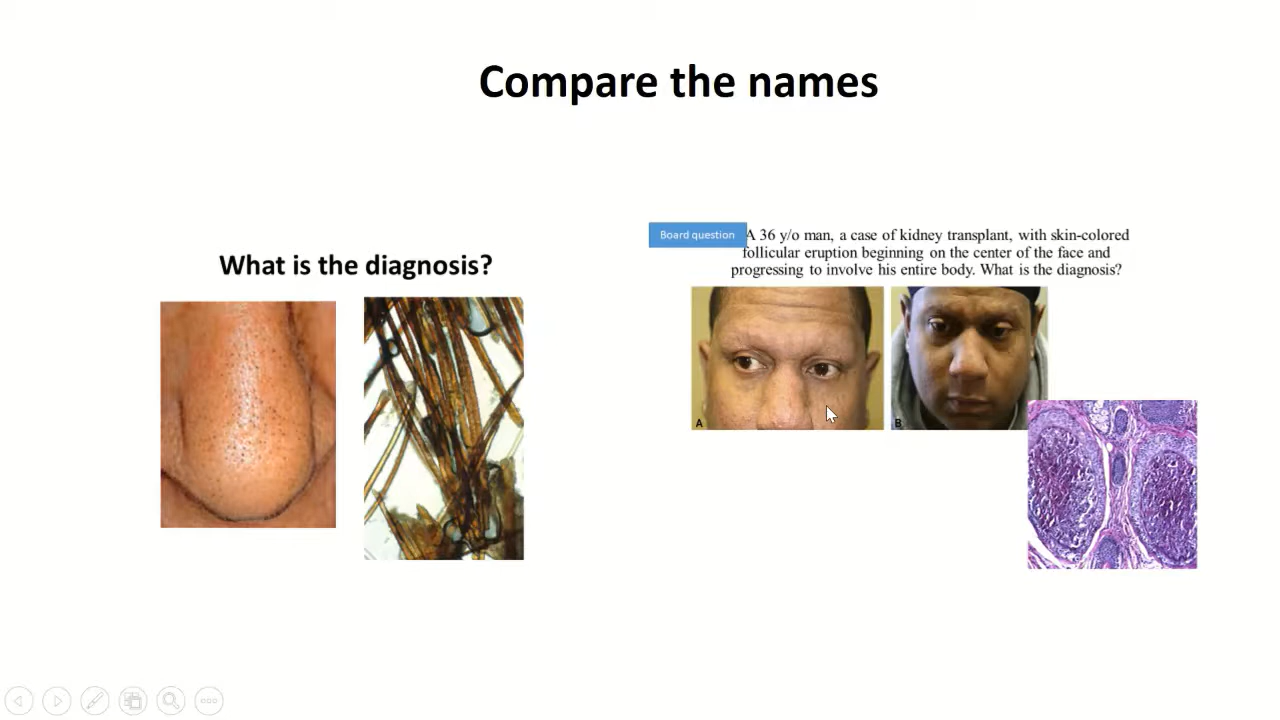 Compare the names
What is the diagnosis?
Board question
A 36 y/o man, a case of kidney transplant, with skin-colored
follicular eruption beginning on the center of the face and
progressing to involve his entire body. What is the diagnosis?
A
B